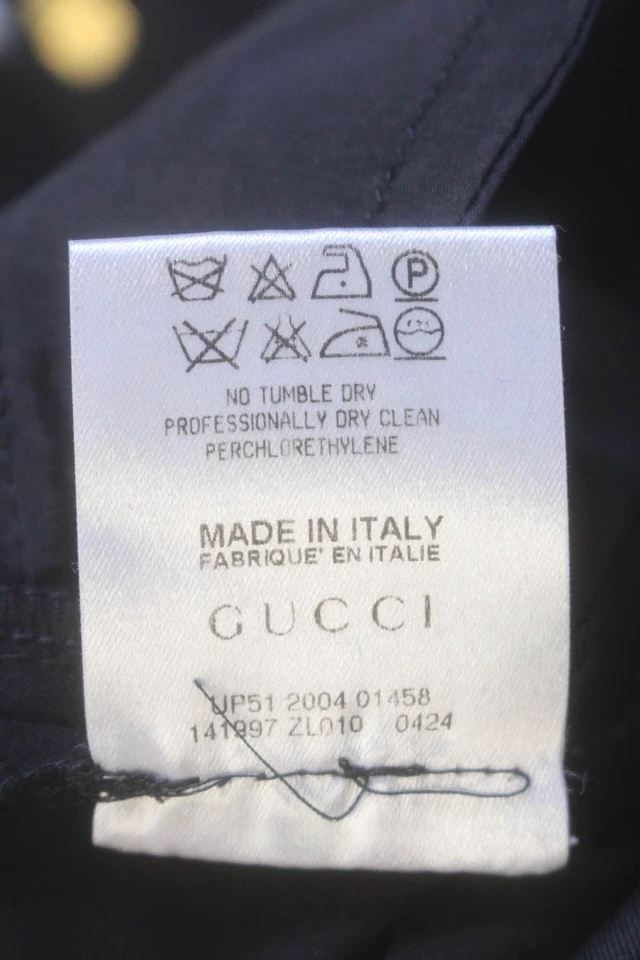 P
NO TUMBLE DRY
PROFESSIONALLY DRY CLEAN
PERCHLORETHYLENE
MADE IN ITALY
FABRIQUE' EN ITALIE
GUCCI
UP51 2004 01458
141997 ZL010 0424